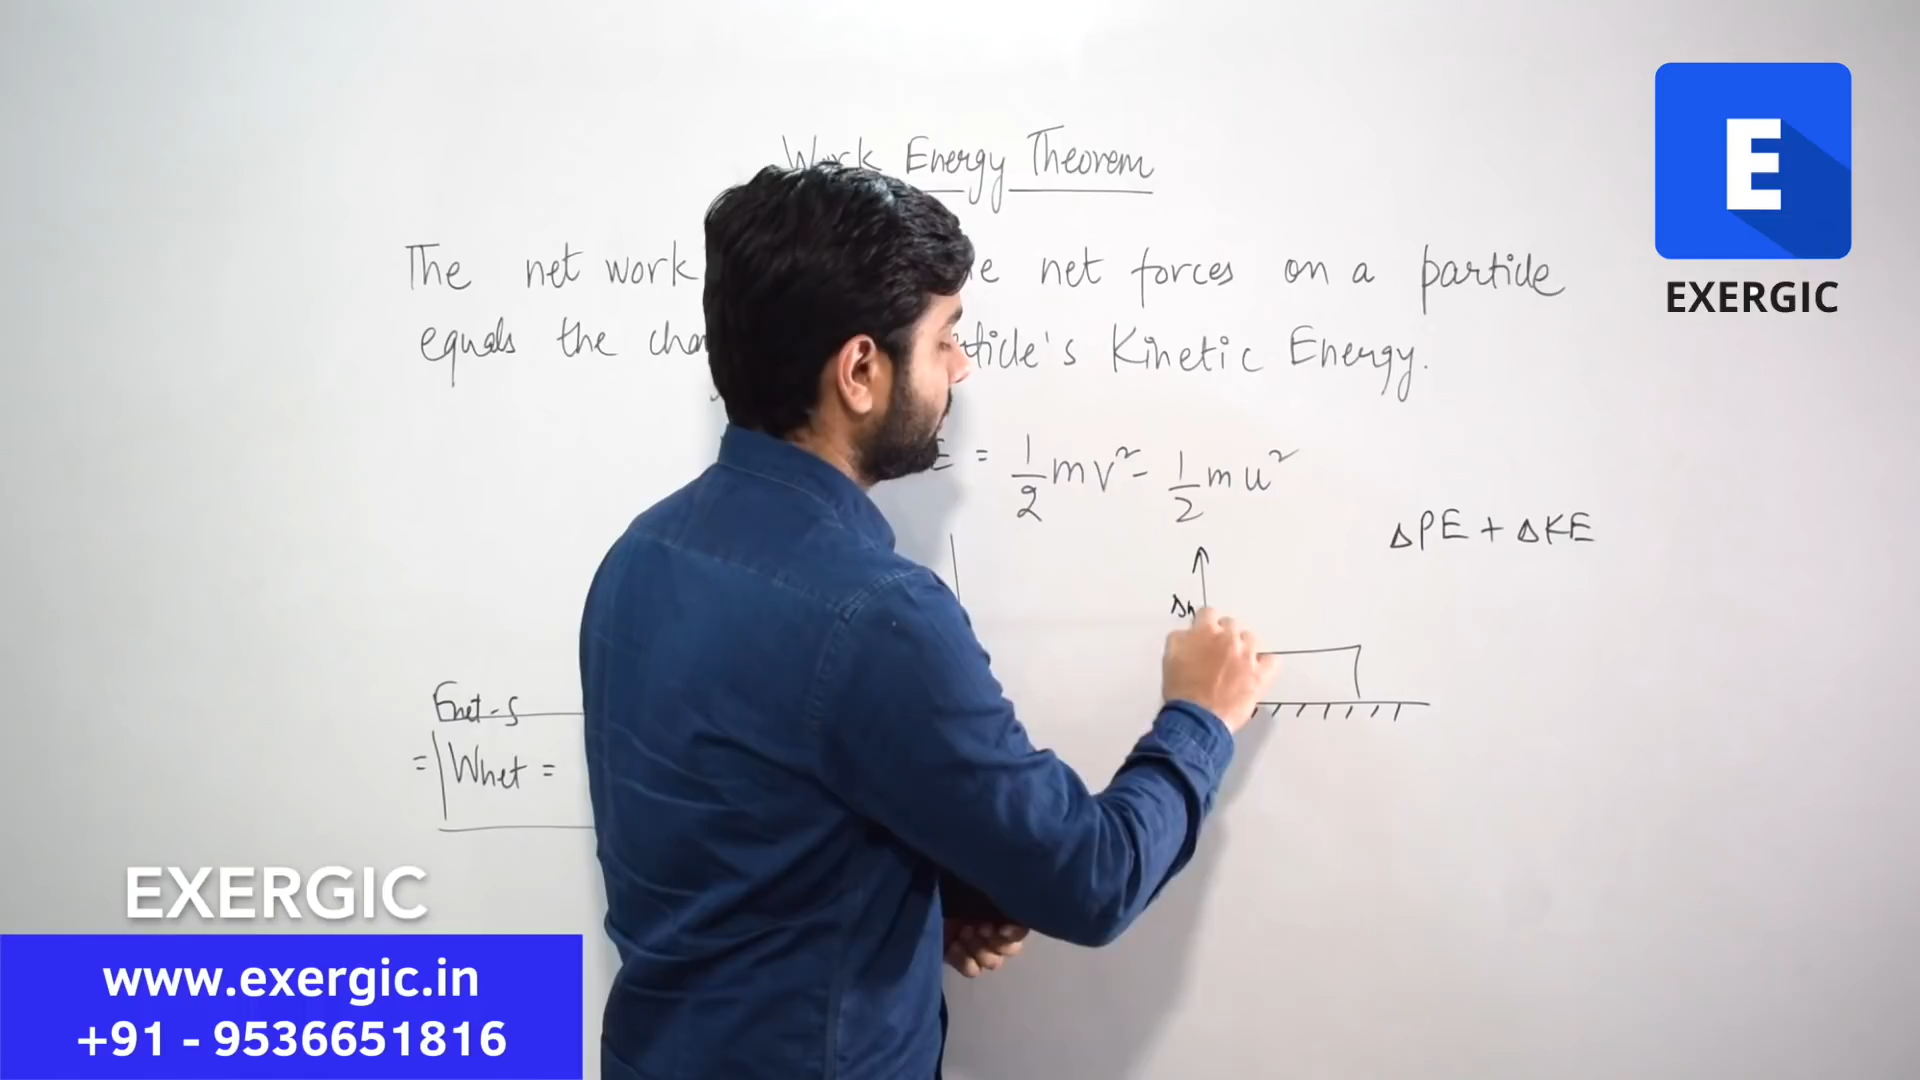 Work Energy Theorem
E
EXERGIC
The net work net forces on a particle
equals the Kinetic Energy.
= 1/2 mv² - 1/2 mu²
ΔPE + ΔKE
Fnet - S
= Wnet =
EXERGIC
www.exergic.in
+91 - 9536651816